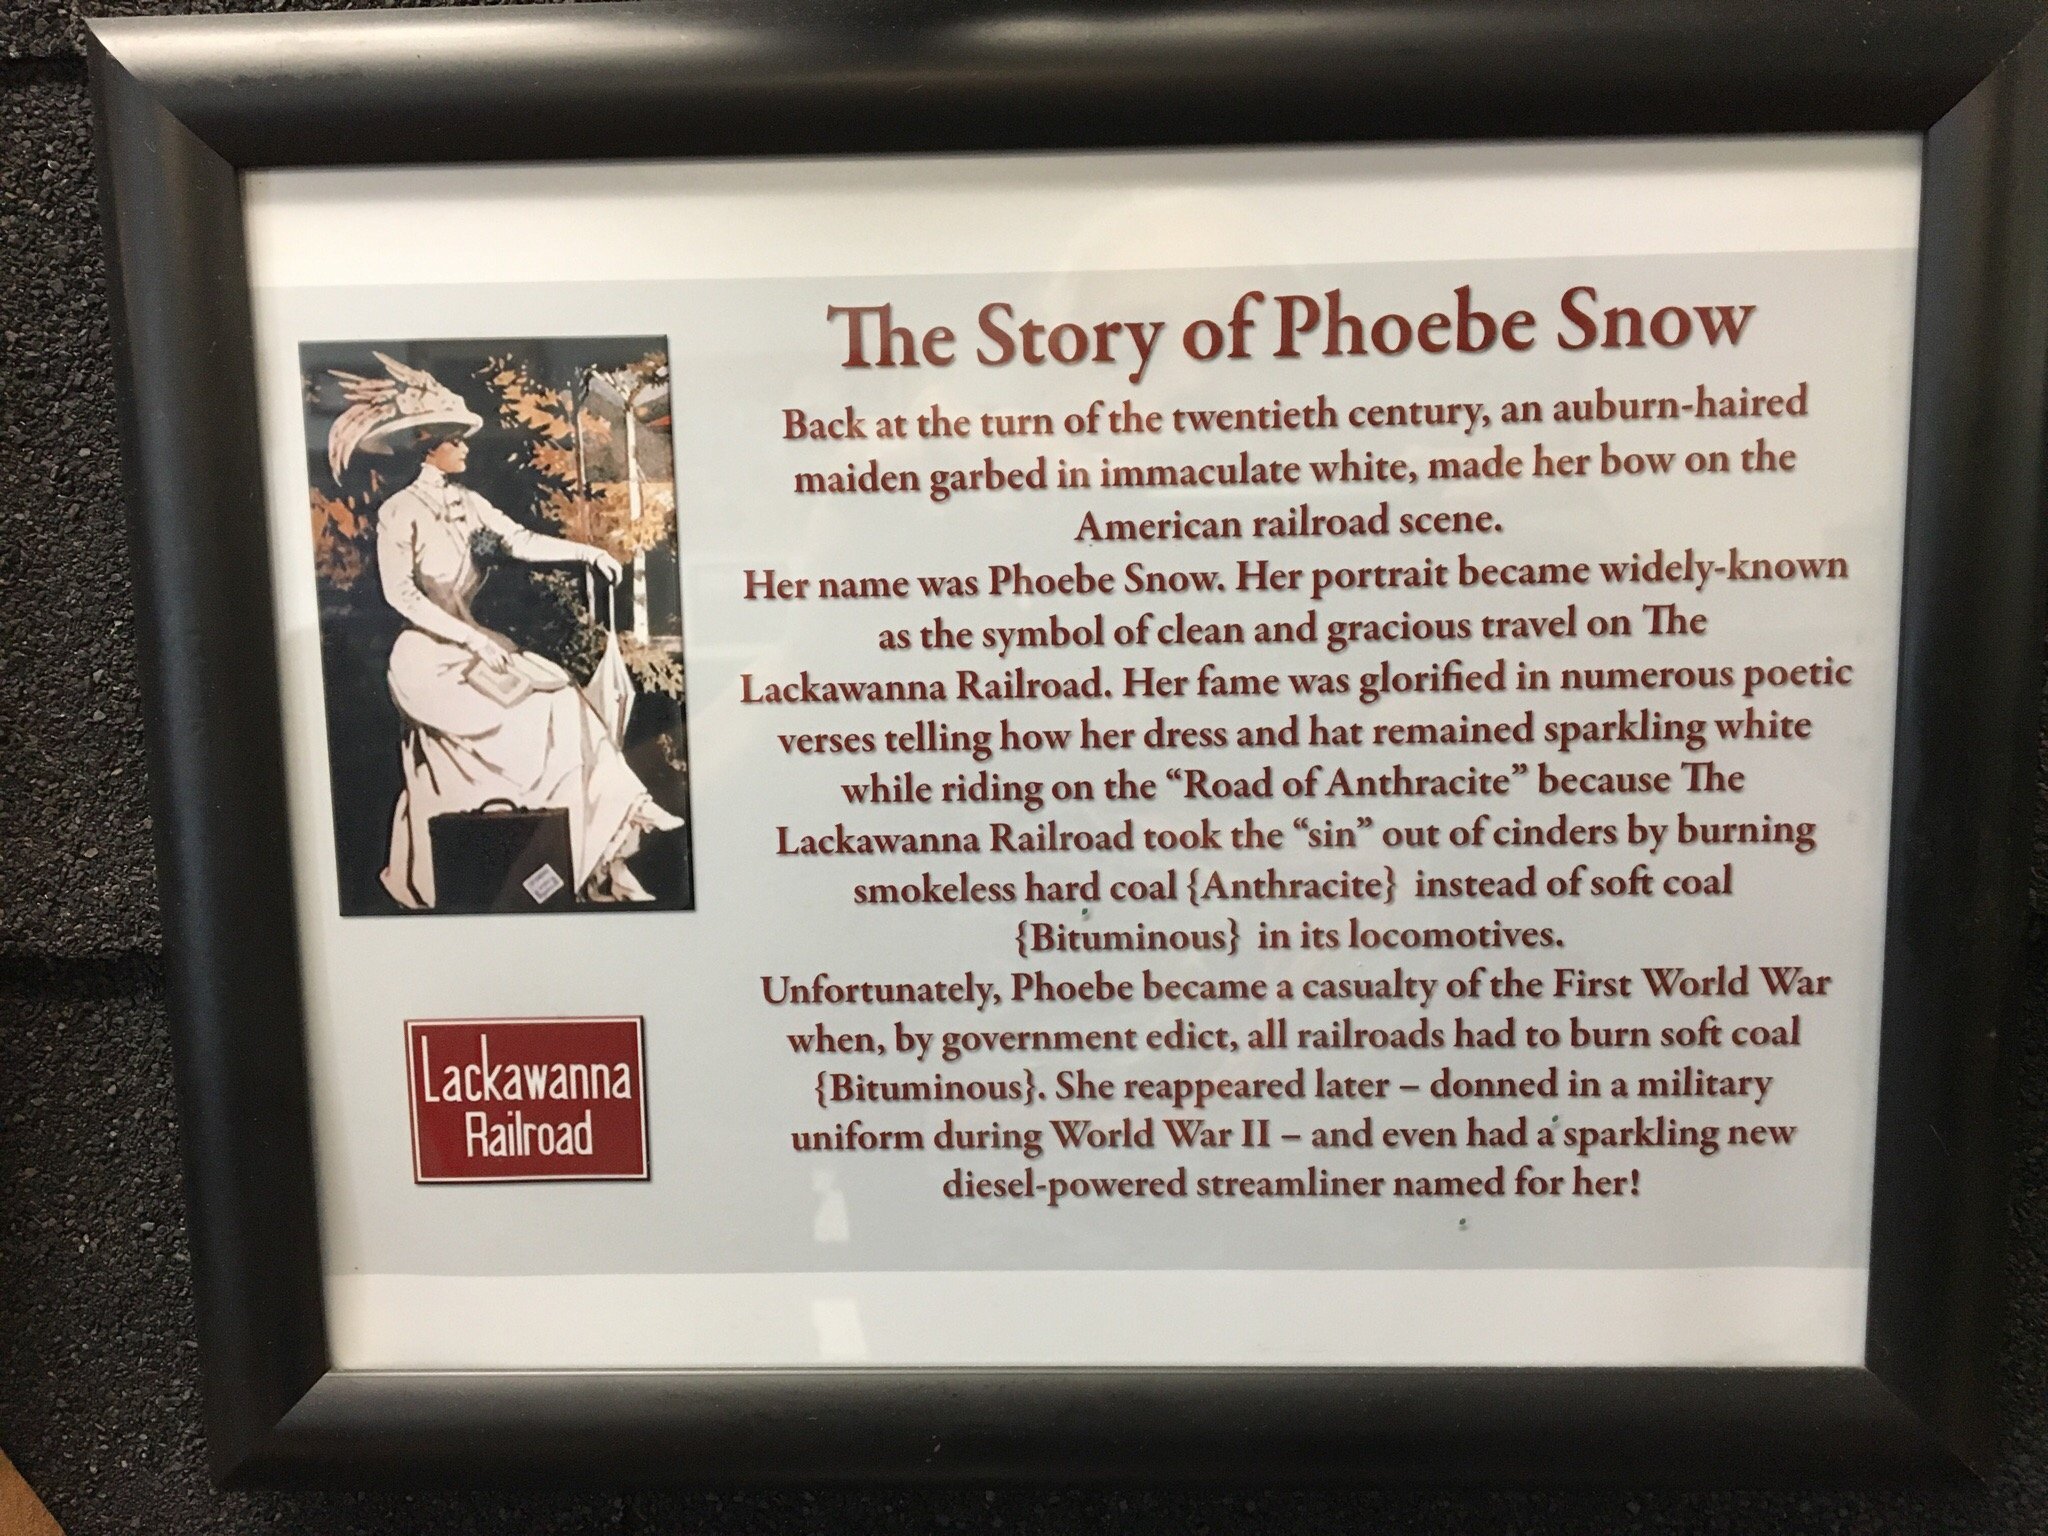 The Story of Phoebe Snow
Back at the turn of the twentieth century, an auburn-haired
maiden garbed in immaculate white, made her bow on the
American railroad scene.
Her name was Phoebe Snow. Her portrait became widely-known
as the symbol of clean and gracious travel on The
Lackawanna Railroad. Her fame was glorified in numerous poetic
verses telling how her dress and hat remained sparkling white
while riding on the “Road of Anthracite” because The
Lackawanna Railroad took the “sin” out of cinders by burning
smokeless hard coal {Anthracite} instead of soft coal
{Bituminous} in its locomotives.
Unfortunately, Phoebe became a casualty of the First World War
when, by government edict, all railroads had to burn soft coal
{Bituminous}. She reappeared later – donned in a military
uniform during World War II – and even had a sparkling new
diesel-powered streamliner named for her!
Lackawanna
Railroad